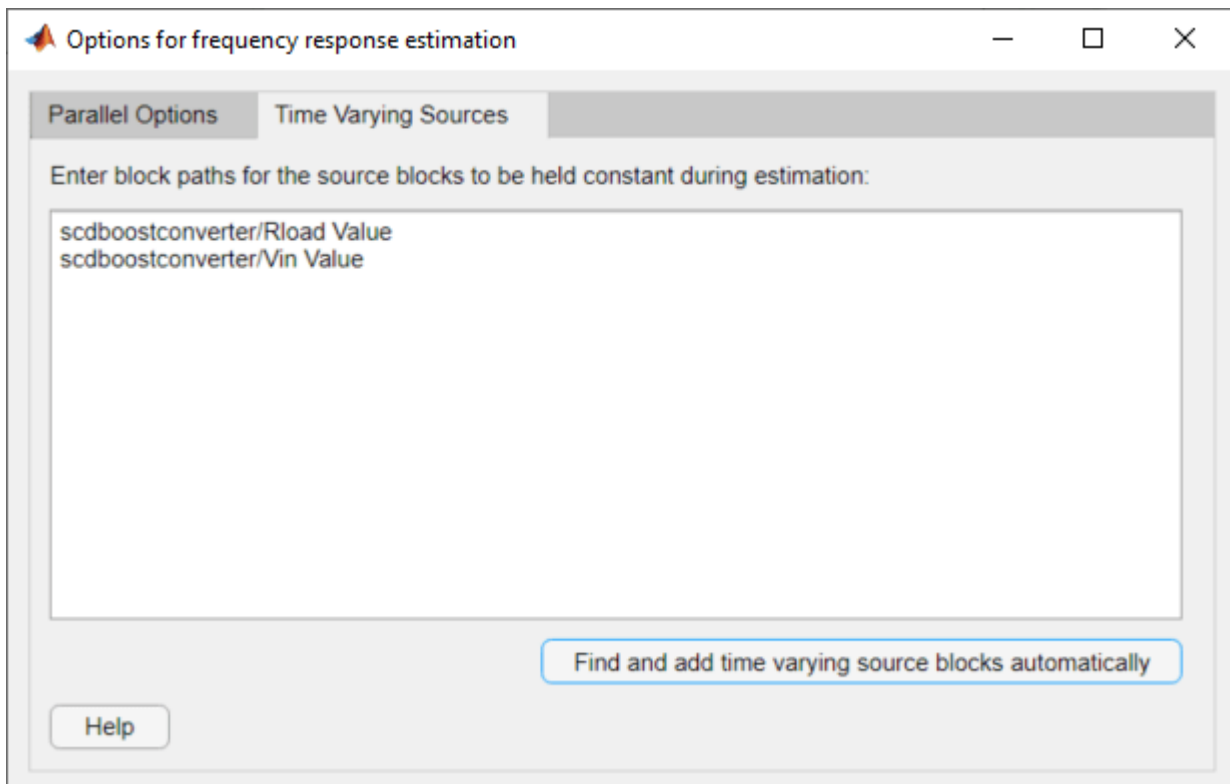 Options for frequency response estimation
Parallel Options
Time Varying Sources
Enter block paths for the source blocks to be held constant during estimation:
scdboostconverter/Rload Value
scdboostconverter/Vin Value
Find and add time varying source blocks automatically
Help